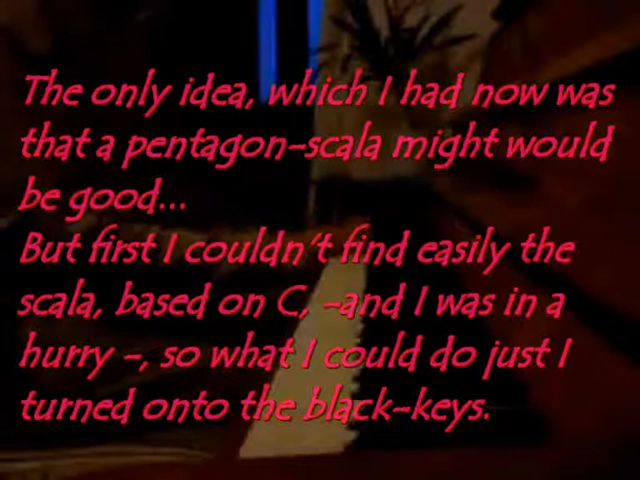 The only idea, which I had now was
that a pentagon-scala might would
be good...
But first I couldn't find easily the
scala, based on C, -and I was in a
hurry -, so what I could do just I
turned onto the black-keys.